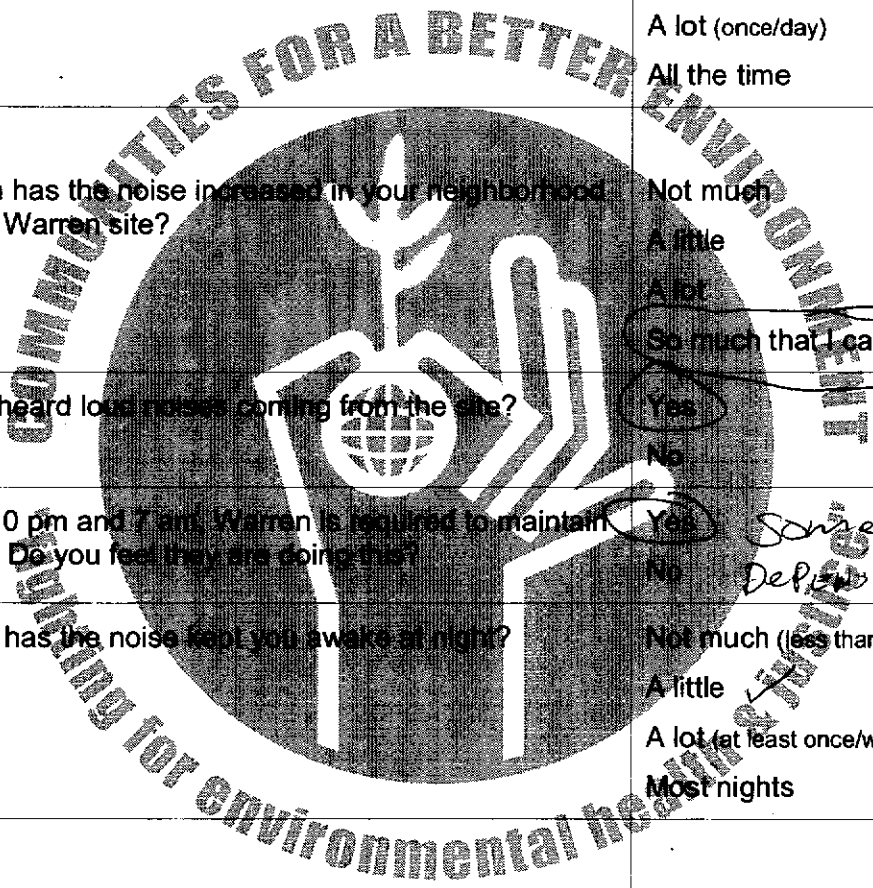 COMMUNITIES FOR A BETTER ENVIRONMENT
A lot (once/day)
All the time
has the noise increased in your neighborhood
Warren site?
Not much
A little
A lot
So much that I ca
heard loud noises coming from the site?
Yes
No
0 pm and 7 am, Warren is required to maintain
Do you feel they are doing this?
Yes
No
Depends
has the noise kept you awake at night?
Not much (less than
A little ✓
A lot (at least once/w
Most nights
"fighting for environmental health & justice"